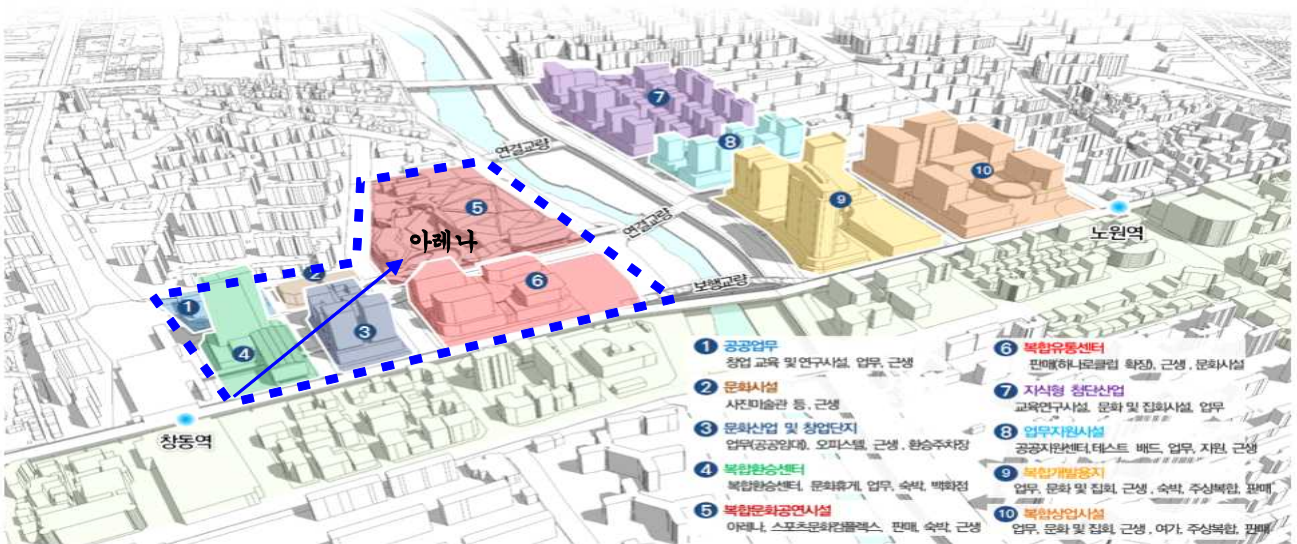 7
8
연결교량
10
5
9
아레나
연결교량
노원역
2
6
보행교량
1
3
4
창동역
1 공공업무
창업 교육 및 연구시설, 업무, 근생
2 문화시설
사진미술관 등, 근생
3 문화산업 및 창업단지
업무(공공임대), 오피스텔, 근생, 환승주차장
4 복합환승센터
복합환승센터, 문화휴게, 업무, 숙박, 백화점
5 복합문화공연시설
아레나, 스포츠문화컴플렉스, 판매, 숙박, 근생
6 복합유통센터
판매(하나로클럽 확장), 근생, 문화시설
7 지식형 첨단산업
교육연구시설, 문화 및 집회시설, 업무
8 업무지원시설
공공지원센터,테스트 배드, 업무, 지원, 근생
9 복합개발용지
업무, 문화 및 집회, 근생, 숙박, 주상복합, 판매
10 복합상업시설
업무, 문화 및 집회, 근생, 여가, 주상복합, 판매